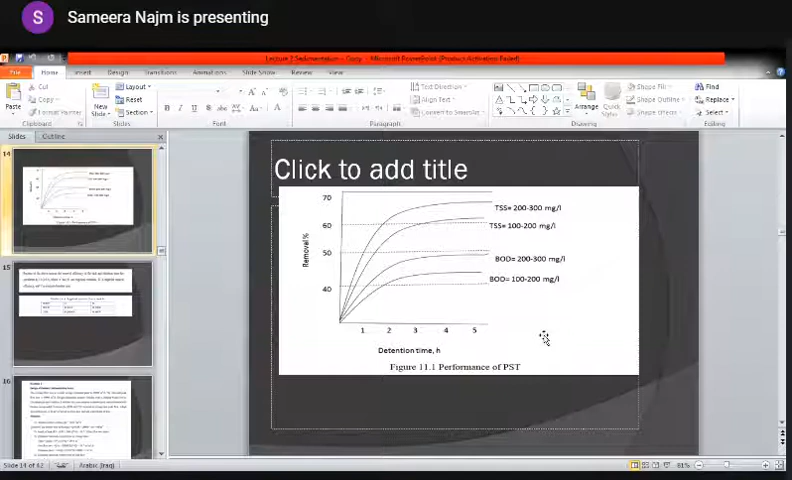 S Sameera Najm is presenting
Lecture 2 Sedimentation - Copy - Microsoft PowerPoint (Product Activation Failed)
File Home Insert Design Transitions Animations Slide Show Review View
Cut
Copy
Format Painter
Paste
Clipboard
New Slide
Layout
Reset
Section
Slides
Font
Text Direction
Align Text
Convert to SmartArt
Paragraph
Arrange
Quick Styles
Shape Fill
Shape Outline
Shape Effects
Drawing
Find
Replace
Select
Editing
Slides Outline
14
15
16
Click to add title
70
60
50
40
Removal%
TSS= 200-300 mg/l
TSS= 100-200 mg/l
BOD= 200-300 mg/l
BOD= 100-200 mg/l
1 2 3 4 5
Detention time, h
Figure 11.1 Performance of PST
Slide 14 of 42 Arabic (Iraq) 81%